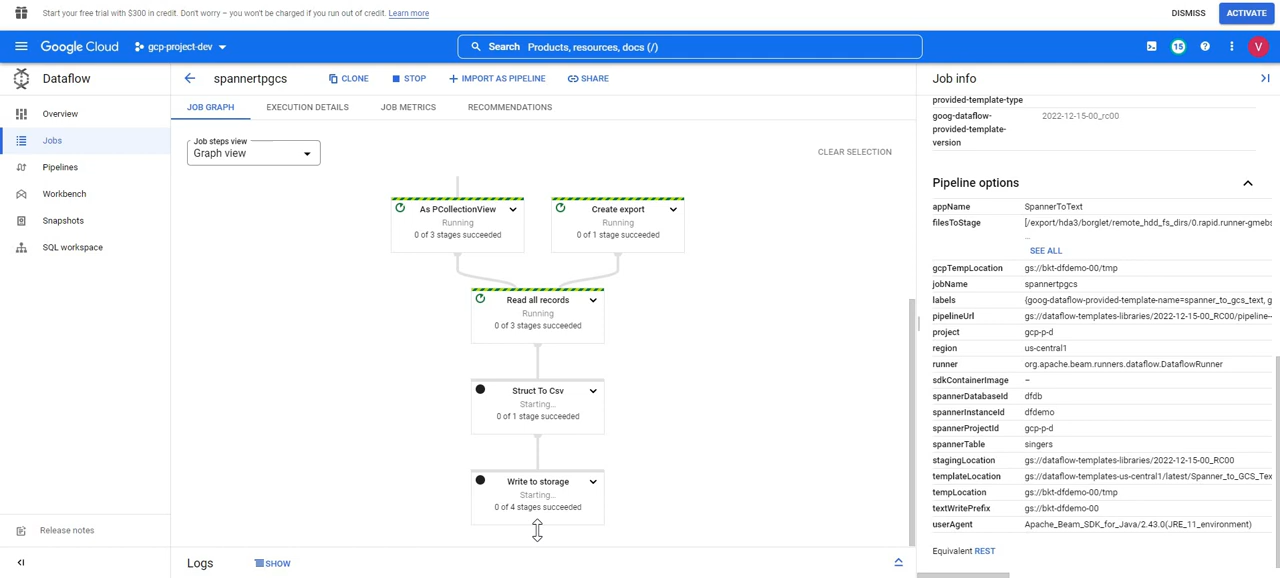 Start your free trial with $300 in credit. Don't worry – you won't be charged if you run out of credit. Learn more
DISMISS
ACTIVATE
Google Cloud
gcp-project-dev
Search Products, resources, docs (/)
15
V
Dataflow
Overview
Jobs
Pipelines
Workbench
Snapshots
SQL workspace
Release notes
spannertpgcs
CLONE
STOP
IMPORT AS PIPELINE
SHARE
JOB GRAPH
EXECUTION DETAILS
JOB METRICS
RECOMMENDATIONS
Job steps view
Graph view
CLEAR SELECTION
As PCollectionView
Running
0 of 3 stages succeeded
Create export
Running
0 of 1 stage succeeded
Read all records
Running
0 of 3 stages succeeded
Struct To Csv
Starting...
0 of 1 stage succeeded
Write to storage
Starting...
0 of 4 stages succeeded
Logs
SHOW
Job info
provided-template-type
goog-dataflow-provided-template-version 2022-12-15-00_rc00
Pipeline options
appName SpannerToText
filesToStage [/export/hda3/borglet/remote_hdd_fs_dirs/0.rapid.runner-gmebs
...
SEE ALL
gcpTempLocation gs://bkt-dfdemo-00/tmp
jobName spannertpgcs
labels {goog-dataflow-provided-template-name=spanner_to_gcs_text, g
pipelineUrl gs://dataflow-templates-libraries/2022-12-15-00_RC00/pipeline-
project gcp-p-d
region us-central1
runner org.apache.beam.runners.dataflow.DataflowRunner
sdkContainerImage –
spannerDatabaseId dfdb
spannerInstanceId dfdemo
spannerProjectId gcp-p-d
spannerTable singers
stagingLocation gs://dataflow-templates-libraries/2022-12-15-00_RC00
templateLocation gs://dataflow-templates-us-central1/latest/Spanner_to_GCS_Tex
tempLocation gs://bkt-dfdemo-00/tmp
textWritePrefix gs://bkt-dfdemo-00
userAgent Apache_Beam_SDK_for_Java/2.43.0(JRE_11_environment)
Equivalent REST